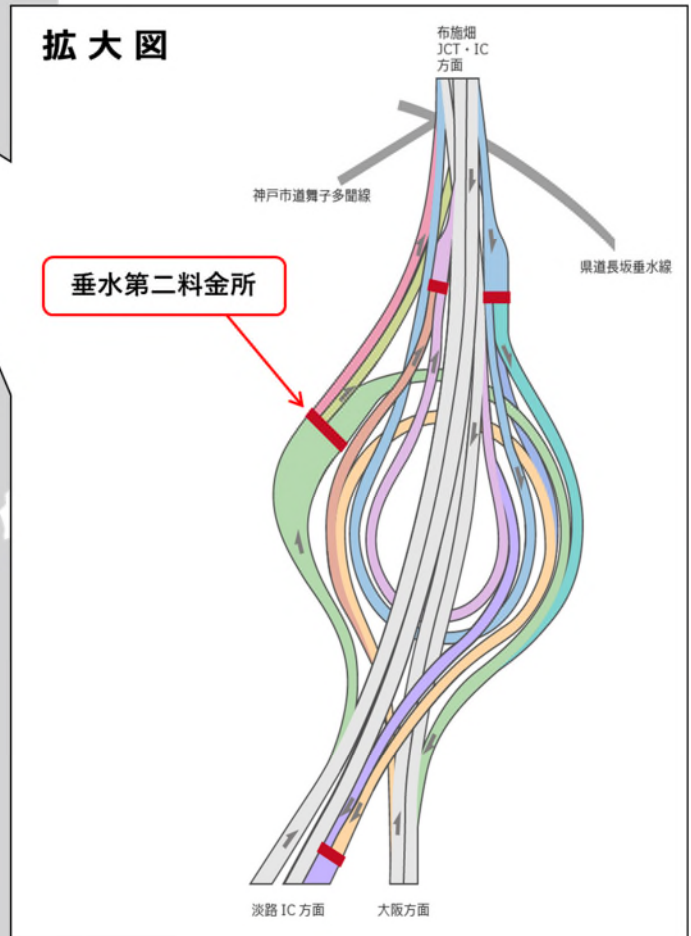 拡大図
布施畑
JCT・IC
方面
神戸市道舞子多聞線
県道長坂垂水線
垂水第二料金所
淡路 IC 方面
大阪方面